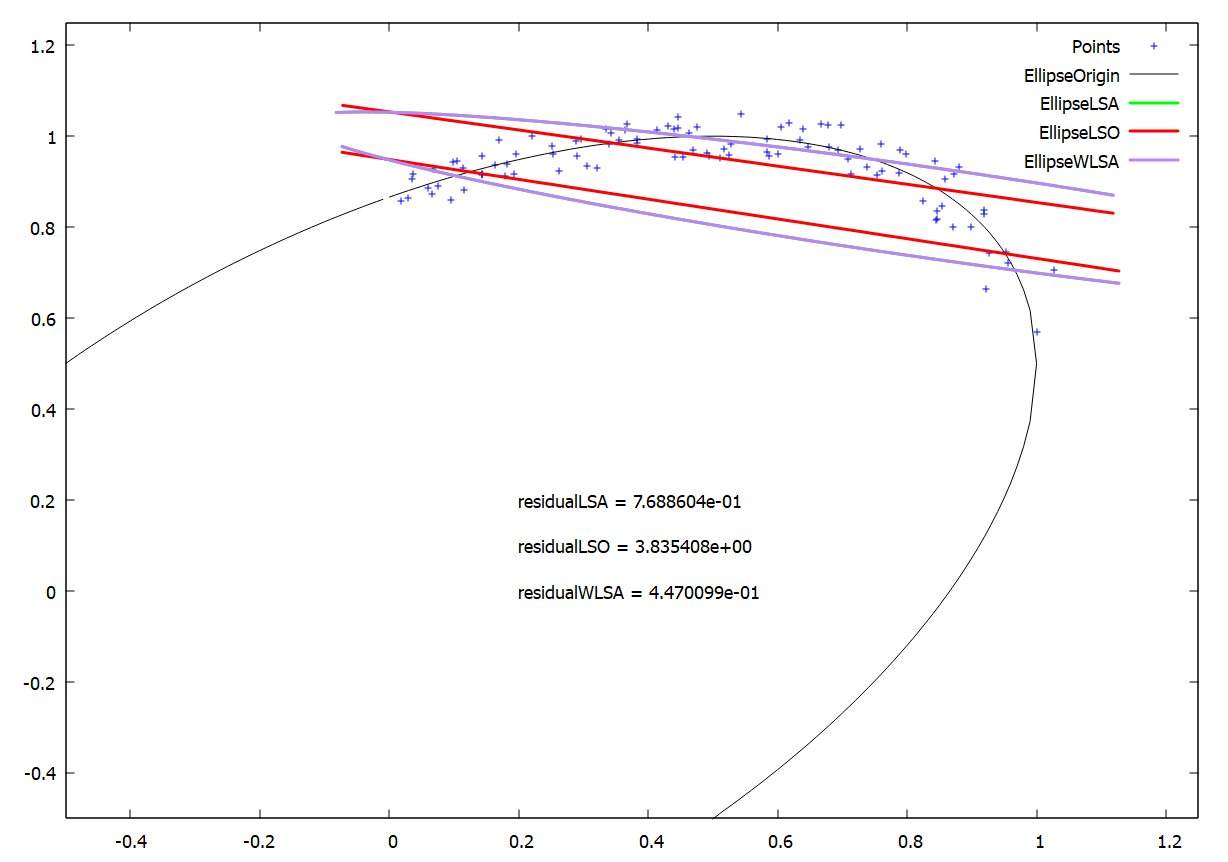 1.2
Points
EllipseOrigin
EllipseLSA
EllipseLSO
EllipseWLSA
1
0.8
0.6
0.4
0.2
residualLSA = 7.688604e-01
residualLSO = 3.835408e+00
residualWLSA = 4.470099e-01
0
-0.2
-0.4
-0.4 -0.2 0 0.2 0.4 0.6 0.8 1 1.2